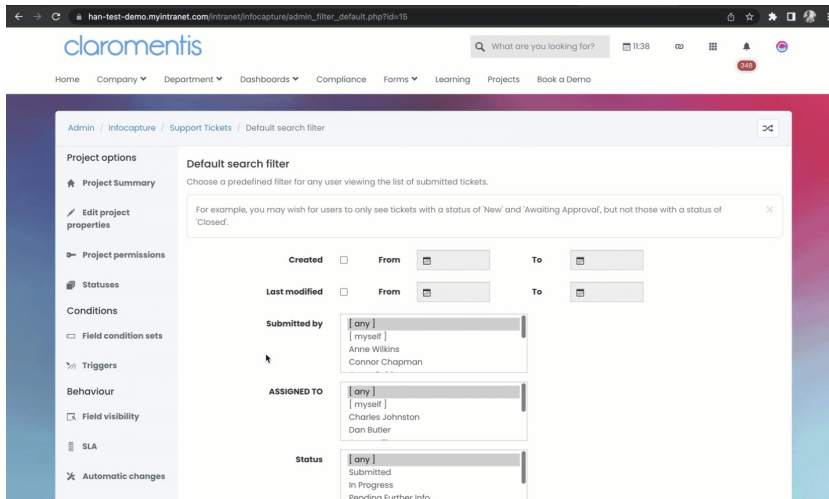 han-test-demo.myintranet.com/intranet/infocapture/admin_filter_default.php?id=15
claromentis
What are you looking for?
11:38
348
Home Company Department Dashboards Compliance Forms Learning Projects Book a Demo
Admin / Infocapture / Support Tickets / Default search filter
Project options
Project Summary
Edit project
properties
Project permissions
Statuses
Conditions
Field condition sets
Triggers
Behaviour
Field visibility
SLA
Automatic changes
Default search filter
Choose a predefined filter for any user viewing the list of submitted tickets.
For example, you may wish for users to only see tickets with a status of 'New' and 'Awaiting Approval', but not those with a status of
'Closed'.
Created From To
Last modified From To
Submitted by
[ any ]
[ myself ]
Anne Wilkins
Connor Chapman
ASSIGNED TO
[ any ]
[ myself ]
Charles Johnston
Dan Butler
Status
[ any ]
Submitted
In Progress
Pending Further Info